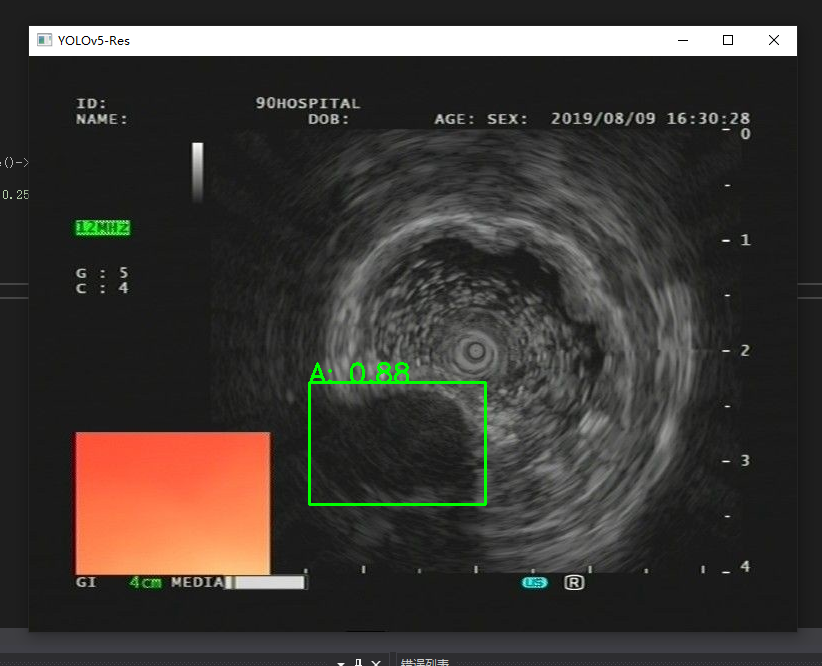 YOLOv5-Res
ID:
90HOSPITAL
NAME:
DOB:
AGE: SEX:
2019/08/09 16:30:28
0
()->
0.25
12MHz
1
G : 5
C : 4
2
A: 0.88
3
4
GI
4cm MEDIA
US
R
错误列表